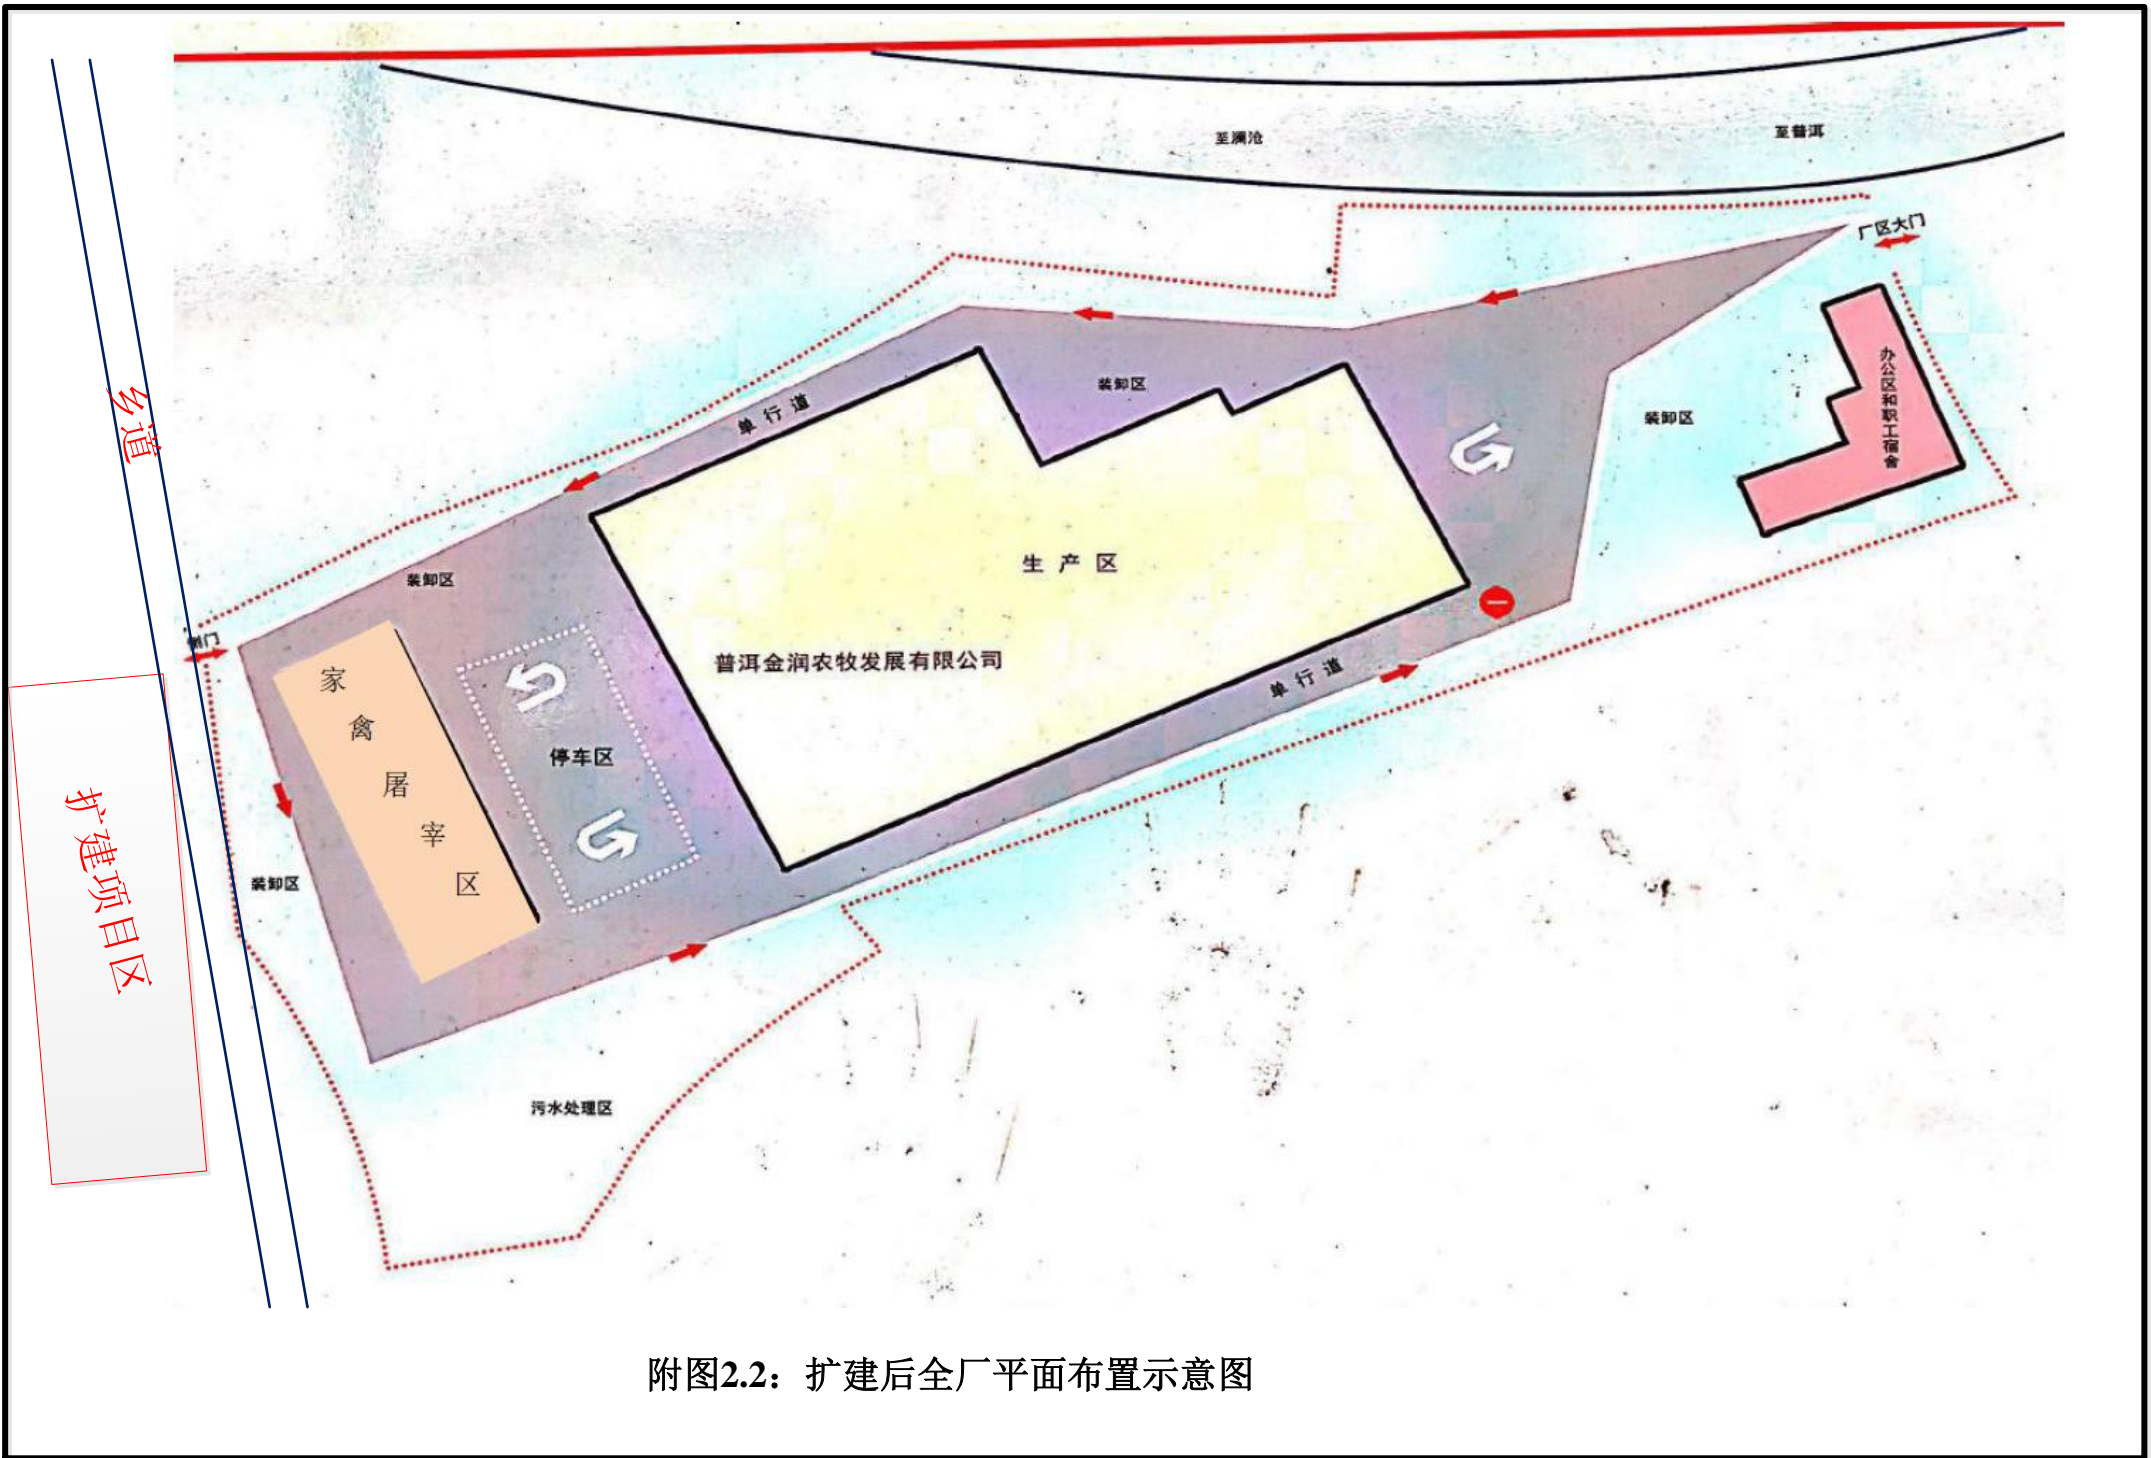 至澜沧
至普洱
厂区大门
乡道
装卸区
单行道
办公区和职工宿舍
装卸区
生产区
装卸区
侧门
普洱金润农牧发展有限公司
家禽屠宰区
停车区
单行道
扩建项目区
装卸区
污水处理区
附图2.2：扩建后全厂平面布置示意图